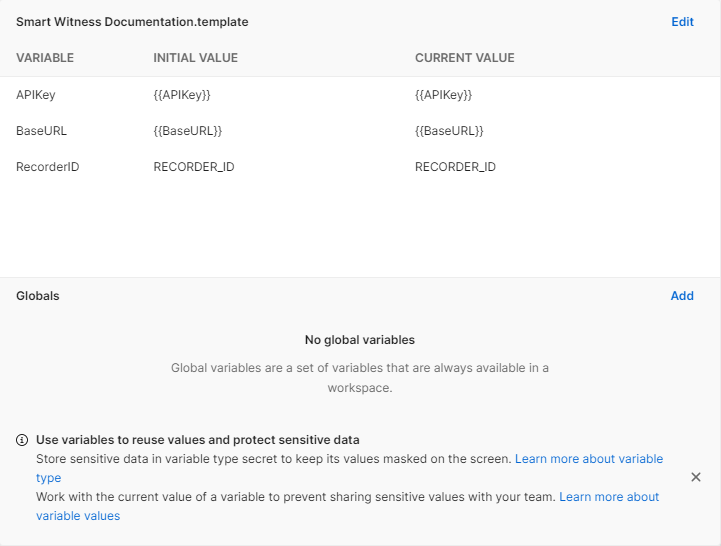 Smart Witness Documentation.template Edit
VARIABLE INITIAL VALUE CURRENT VALUE
APIKey {{APIKey}} {{APIKey}}
BaseURL {{BaseURL}} {{BaseURL}}
RecorderID RECORDER_ID RECORDER_ID
Globals Add
No global variables
Global variables are a set of variables that are always available in a
workspace.
Use variables to reuse values and protect sensitive data
Store sensitive data in variable type secret to keep its values masked on the screen. Learn more about variable
type
Work with the current value of a variable to prevent sharing sensitive values with your team. Learn more about
variable values